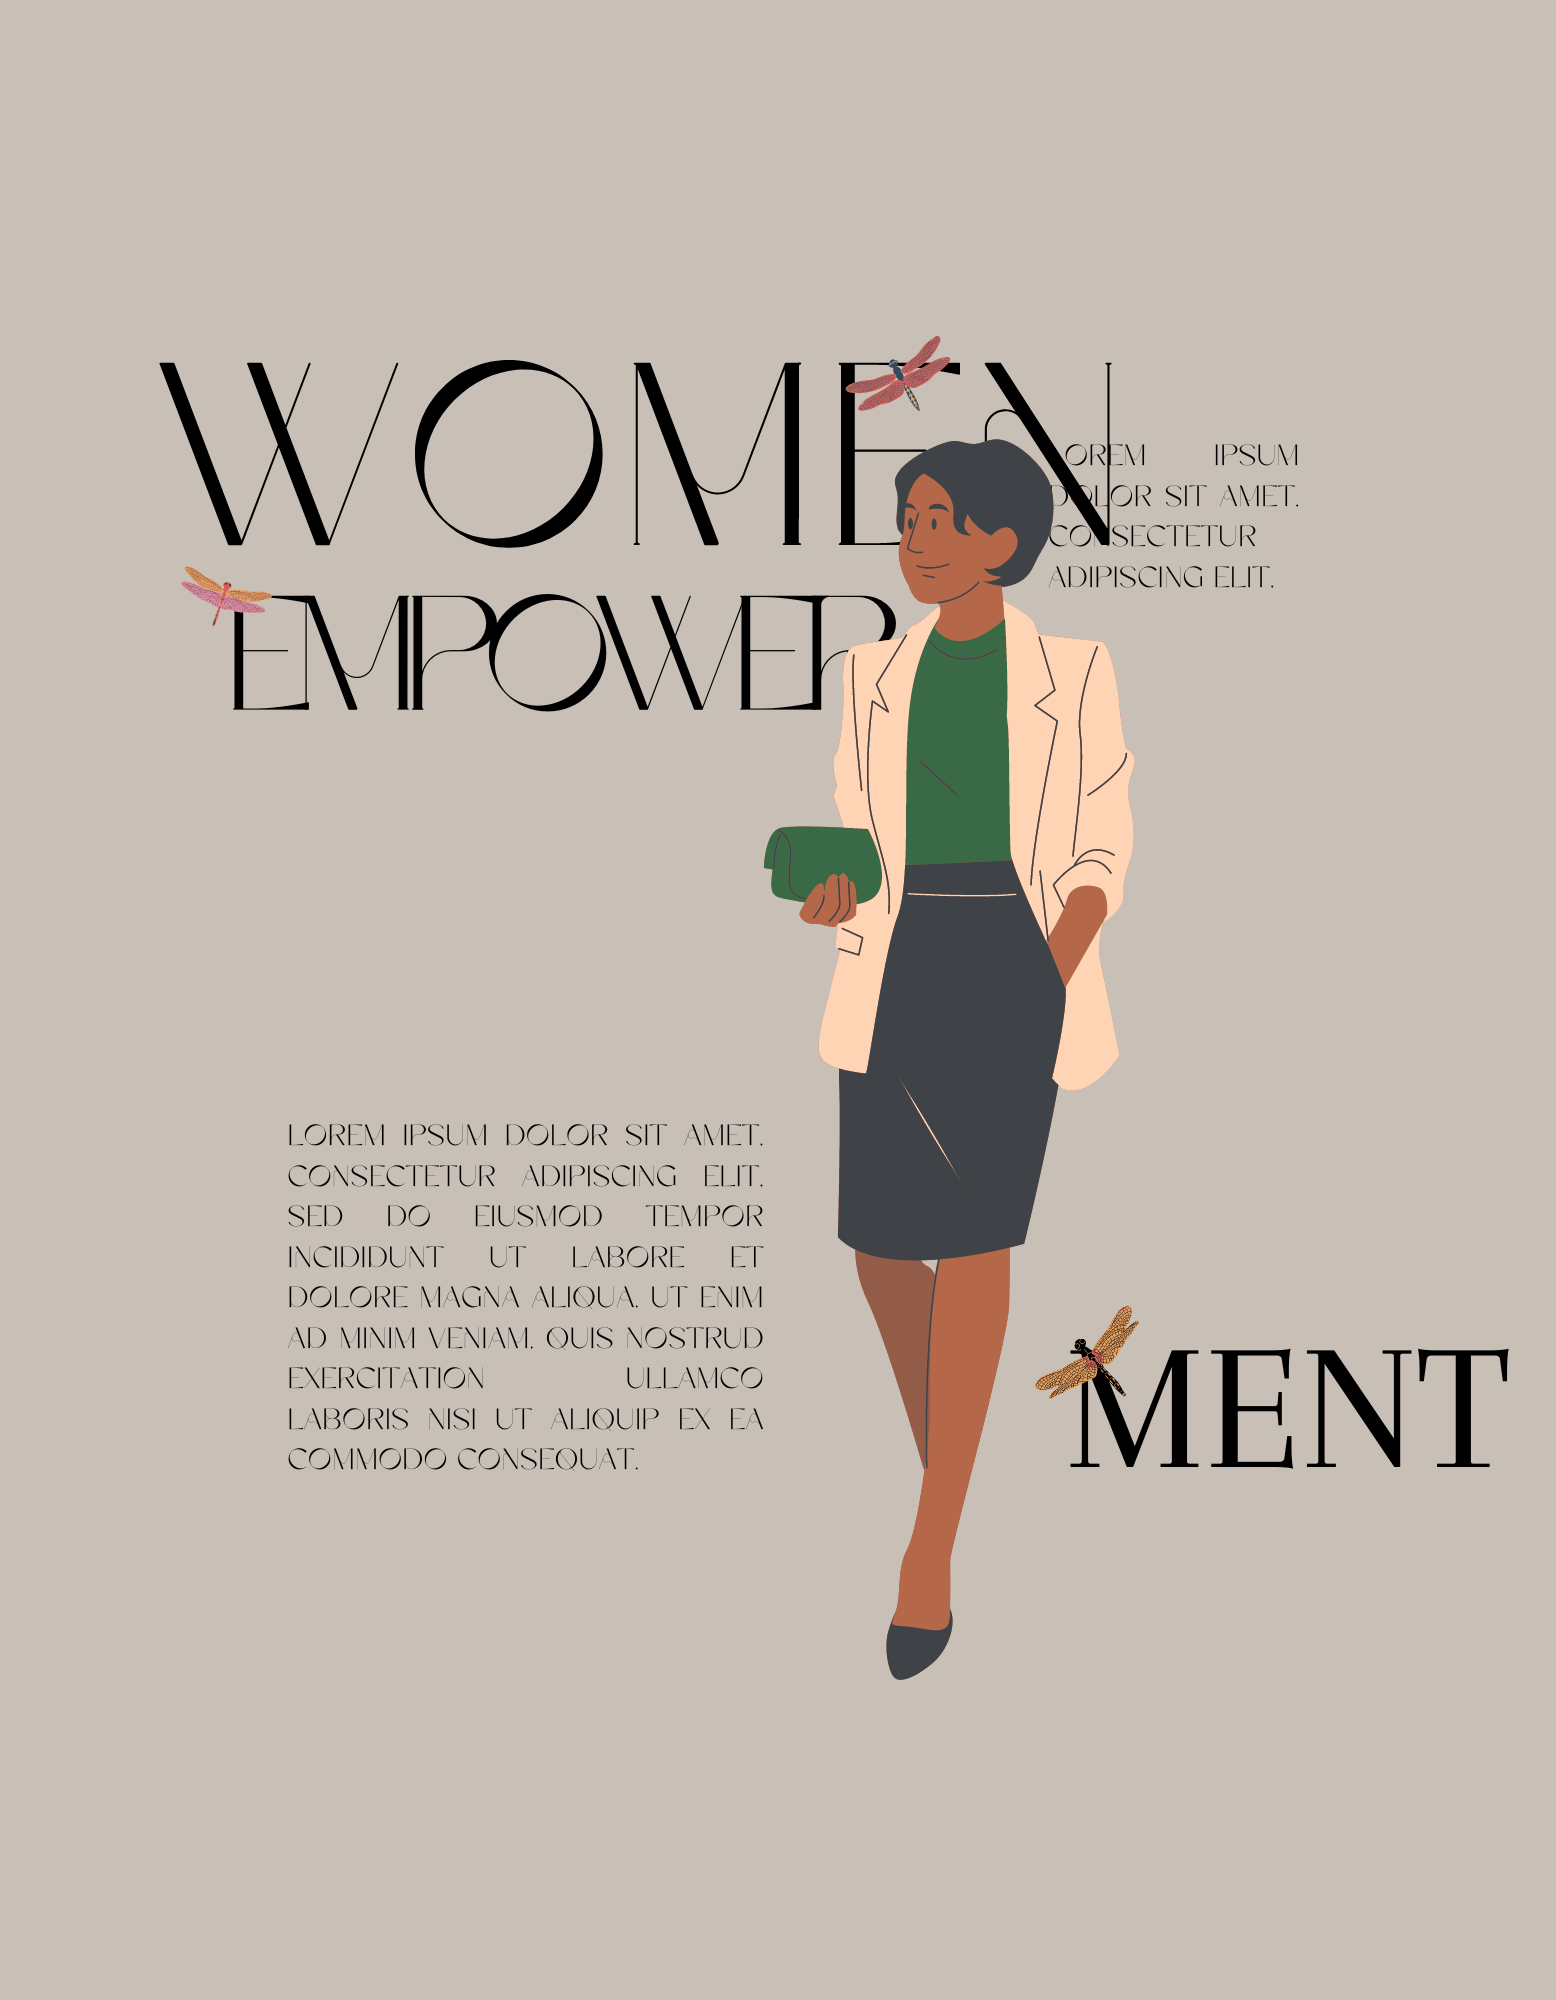 WOMEN
OREM IPSUM
DOLOR SIT AMET.
CONSECTETUR
ADIPISCING ELIT.
EMPOWER
LOREM IPSUM DOLOR SIT AMET.
CONSECTETUR ADIPISCING ELIT.
SED DO EIUSMOD TEMPOR
INCIDIDUNT UT LABORE ET
DOLORE MAGNA ALIQUA. UT ENIM
AD MINIM VENIAM. QUIS NOSTRUD
EXERCITATION ULLAMCO
LABORIS NISI UT ALIQUIP EX EA
COMMODO CONSEQUAT.
MENT